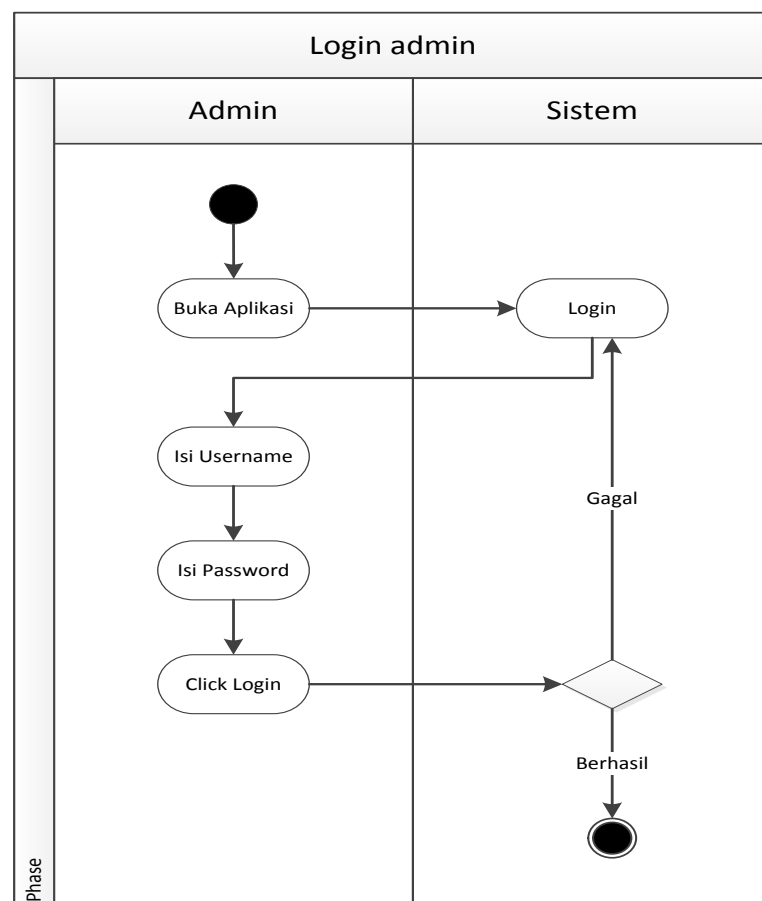 Login admin
Admin
Sistem
Buka Aplikasi
Login
Isi Username
Gagal
Isi Password
Click Login
Berhasil
Phase